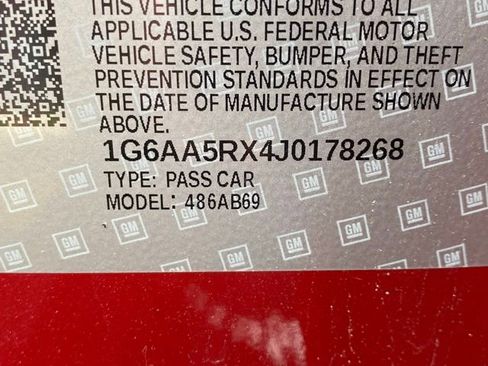 THIS VEHICLE CONFORMS TO ALL
APPLICABLE U.S. FEDERAL MOTOR
VEHICLE SAFETY, BUMPER, AND THEFT
PREVENTION STANDARDS IN EFFECT ON
THE DATE OF MANUFACTURE SHOWN
ABOVE.
1G6AA5RX4J0178268
TYPE: PASS CAR
MODEL: 486AB69